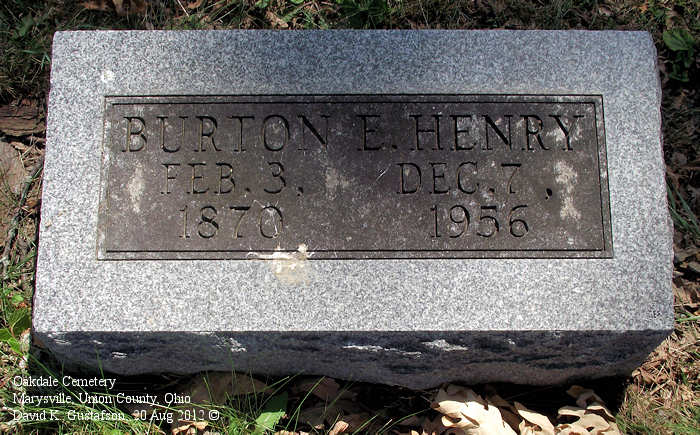 BURTON E. HENRY
FEB. 3, DEC. 7,
1870 1956
Oakdale Cemetery
Marysville, Union County, Ohio
David K. Gustafson 20 Aug 2012 ©